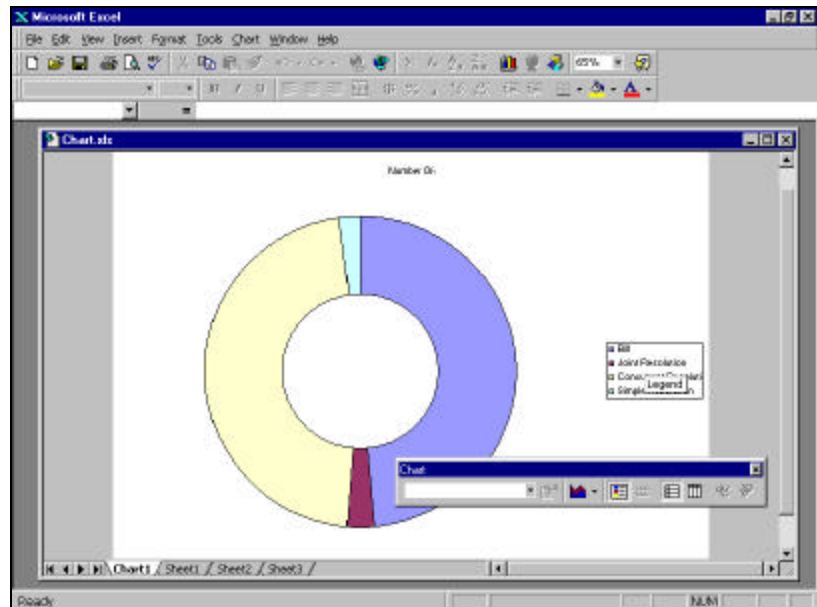 Microsoft Excel
File Edit View Insert Format Tools Chart Window Help
65%
=
Chart.xls
Number Of:
Bill
Joint Resolution
Legend
Chart
Chart1 Sheet1 Sheet2 Sheet3
Ready
NUM